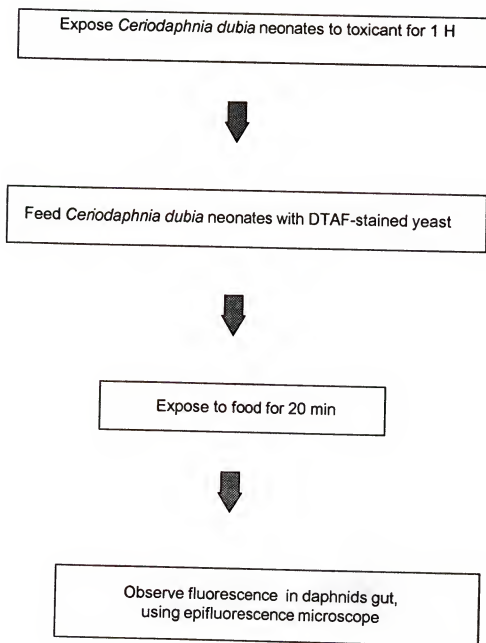 Expose Ceriodaphnia dubia neonates to toxicant for 1 H
Feed Ceriodaphnia dubia neonates with DTAF-stained yeast
Expose to food for 20 min
Observe fluorescence in daphnids gut,
using epifluorescence microscope